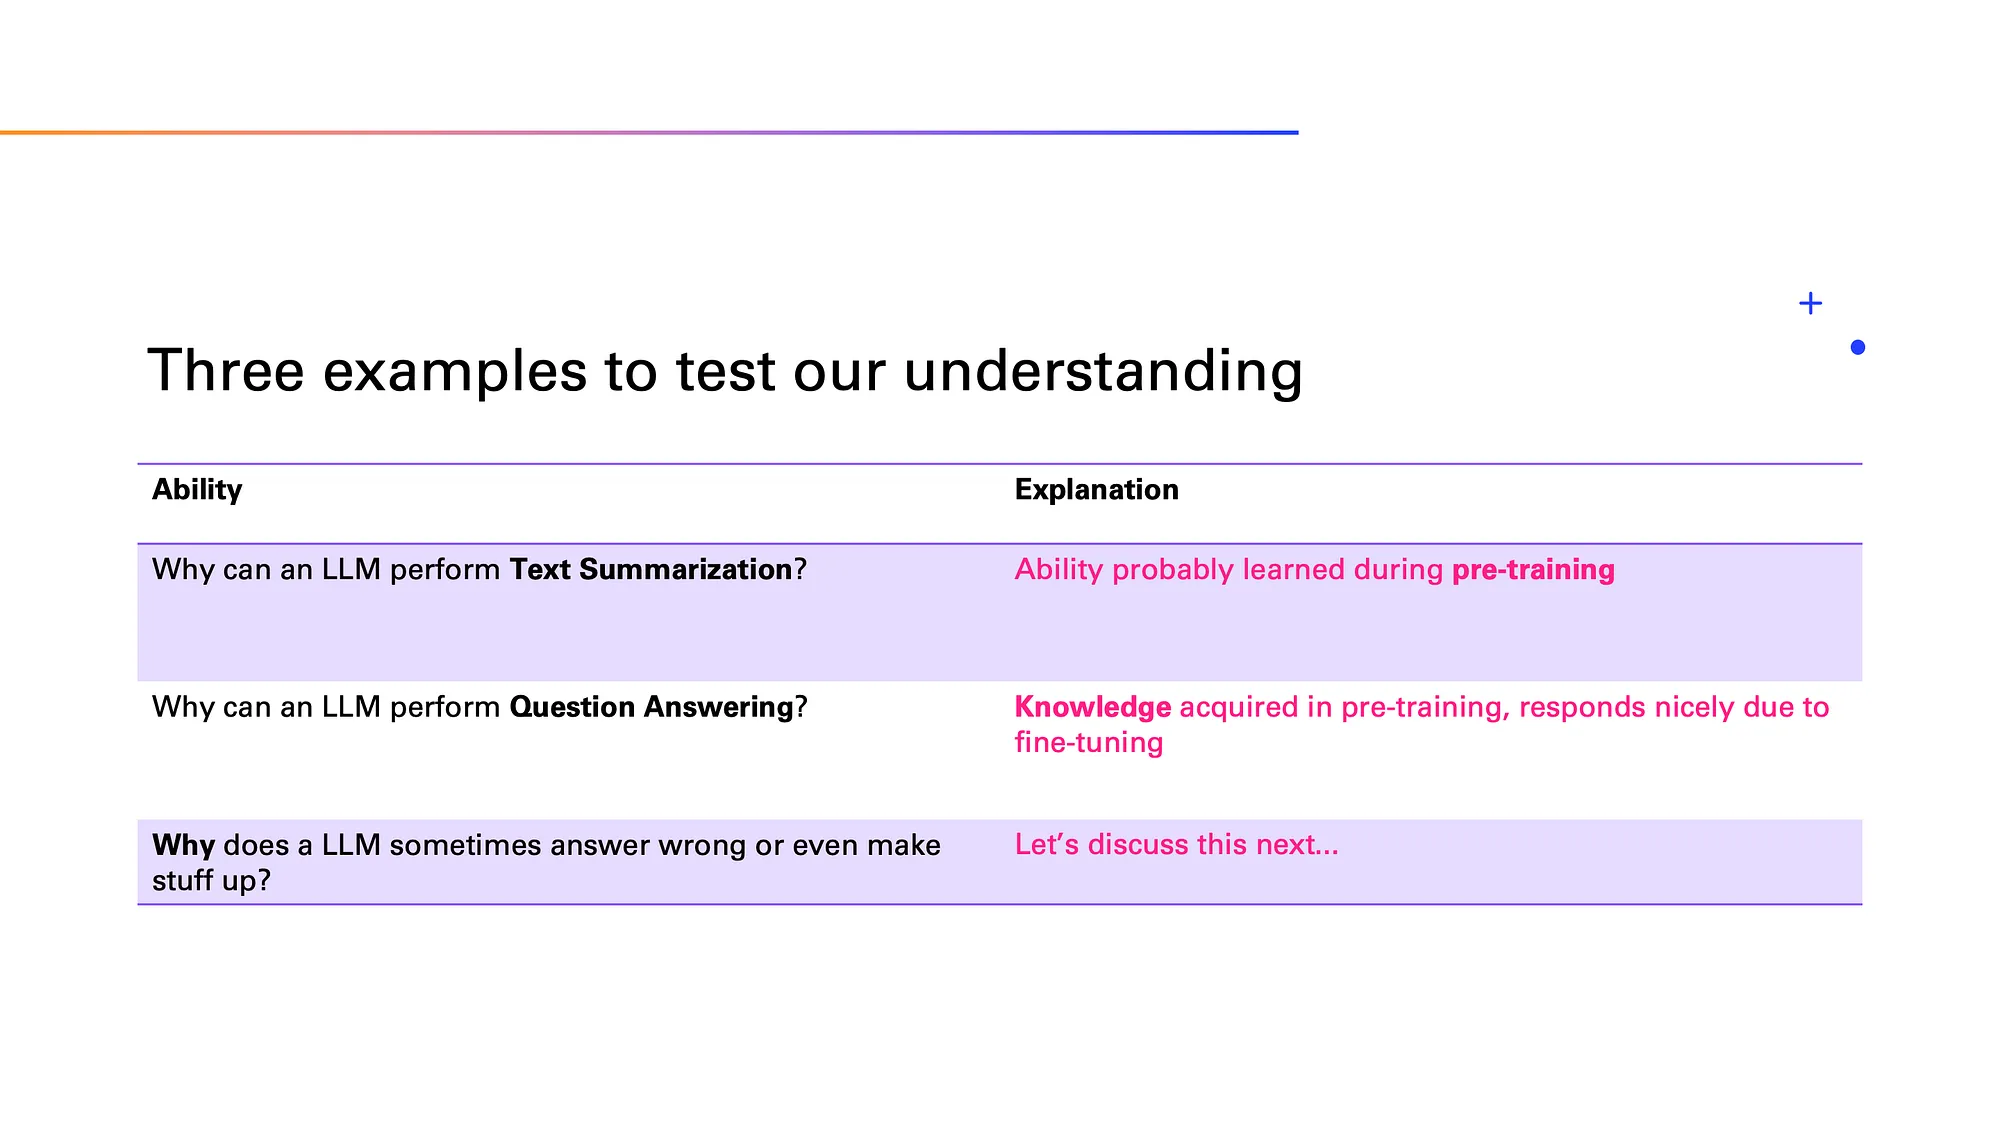 Three examples to test our understanding
Ability
Explanation
Why can an LLM perform Text Summarization?
Ability probably learned during pre-training
Why can an LLM perform Question Answering?
Knowledge acquired in pre-training, responds nicely due to
fine-tuning
Why does a LLM sometimes answer wrong or even make
stuff up?
Let’s discuss this next...